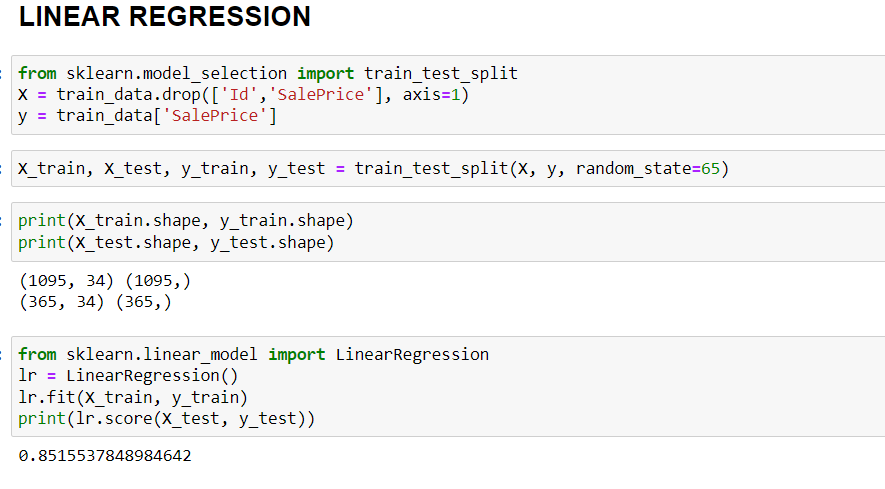 LINEAR REGRESSION
from sklearn.model_selection import train_test_split
X = train_data.drop(['Id','SalePrice'], axis=1)
y = train_data['SalePrice']
X_train, X_test, y_train, y_test = train_test_split(X, y, random_state=65)
print(X_train.shape, y_train.shape)
print(X_test.shape, y_test.shape)
(1095, 34) (1095,)
(365, 34) (365,)
from sklearn.linear_model import LinearRegression
lr = LinearRegression()
lr.fit(X_train, y_train)
print(lr.score(X_test, y_test))
0.8515537848984642